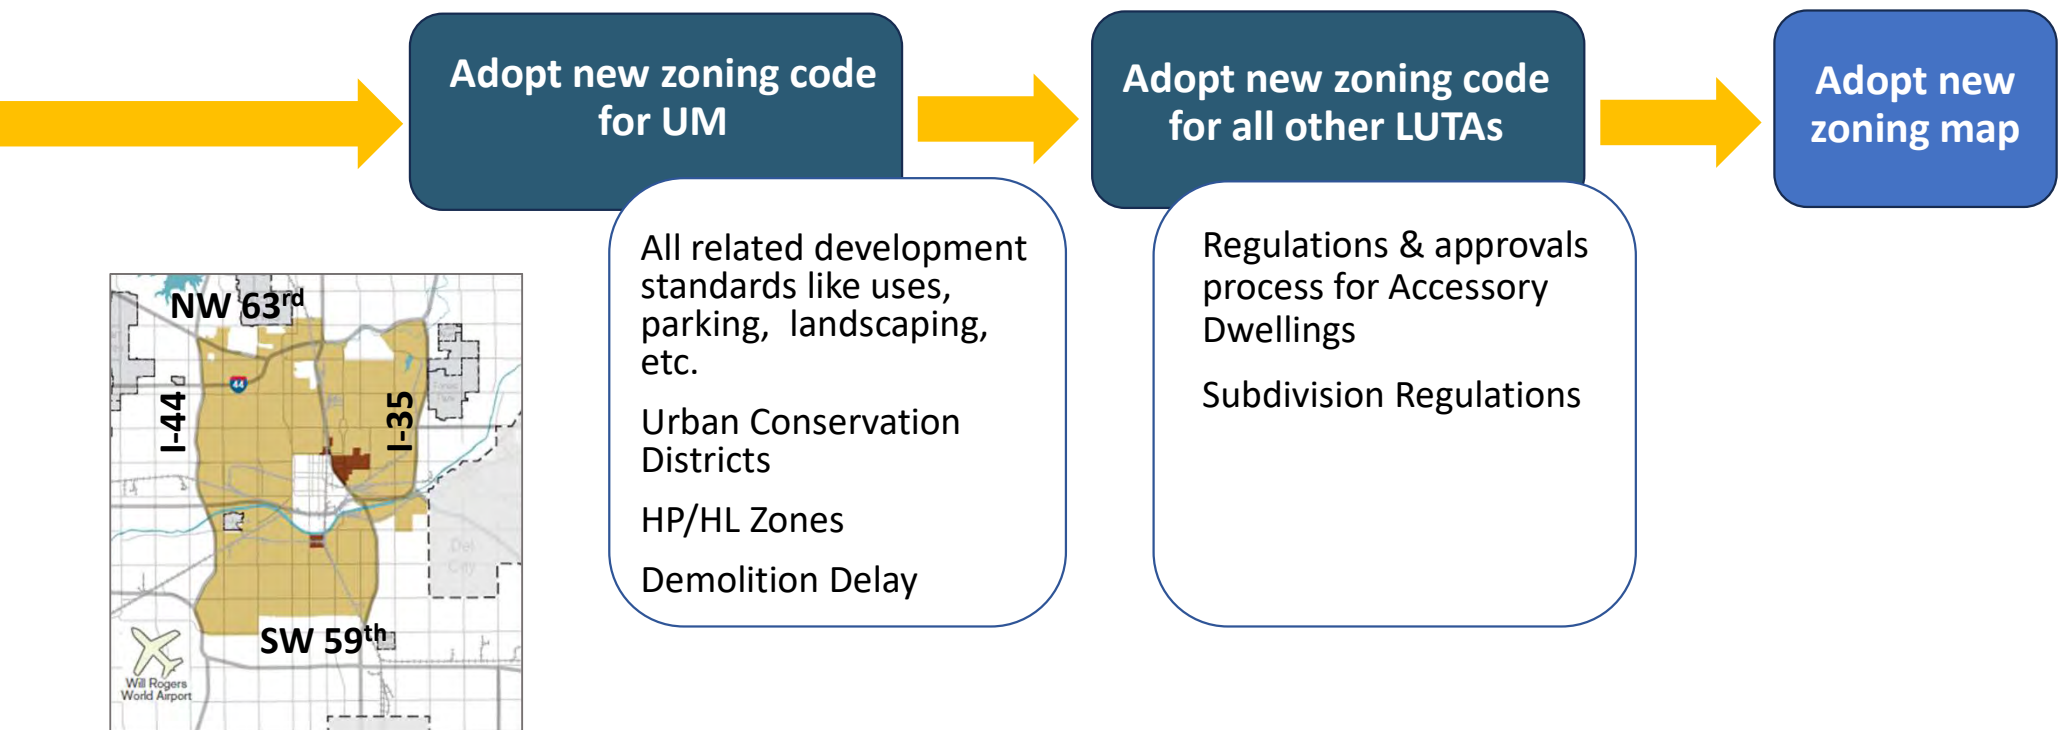 Adopt new zoning code
for UM
Adopt new zoning code
for all other LUTAs
Adopt new
zoning map
All related development
standards like uses,
parking, landscaping,
etc.
Urban Conservation
Districts
HP/HL Zones
Demolition Delay
Regulations & approvals
process for Accessory
Dwellings
Subdivision Regulations
NW 63rd
44
I-44
I-35
Del
City
SW 59th
Will Rogers
World Airport